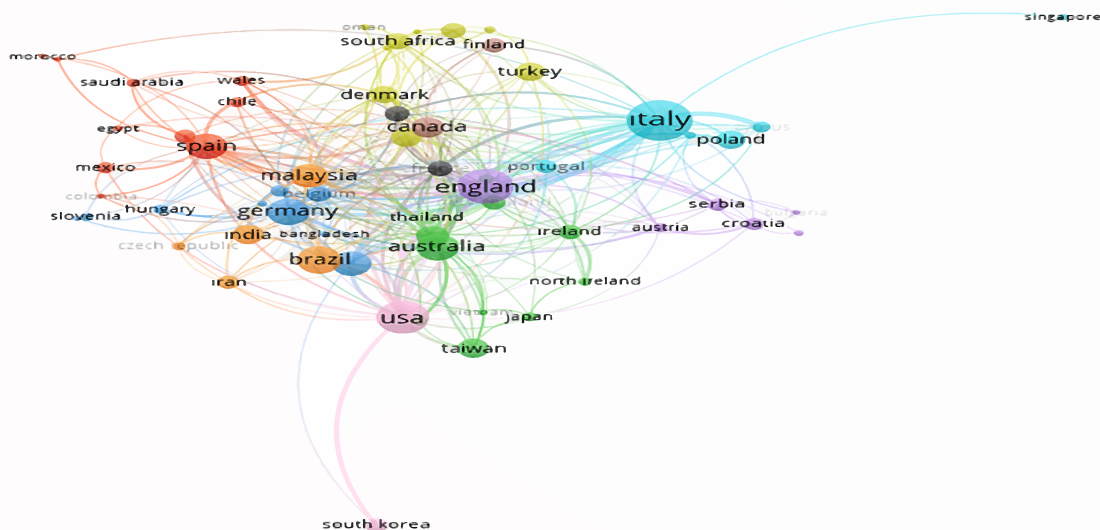 singapore
oman
south africa
finland
morocco
turkey
saudi arabia
wales
denmark
chile
italy
egypt
canada
poland
spain
mexico
portugal
malaysia
england
belgium
colombia
serbia
hungary
germany
slovenia
thailand
croatia
austria
ireland
india
bangladesh
czech republic
australia
brazil
iran
north ireland
vietnam
japan
usa
taiwan
south korea